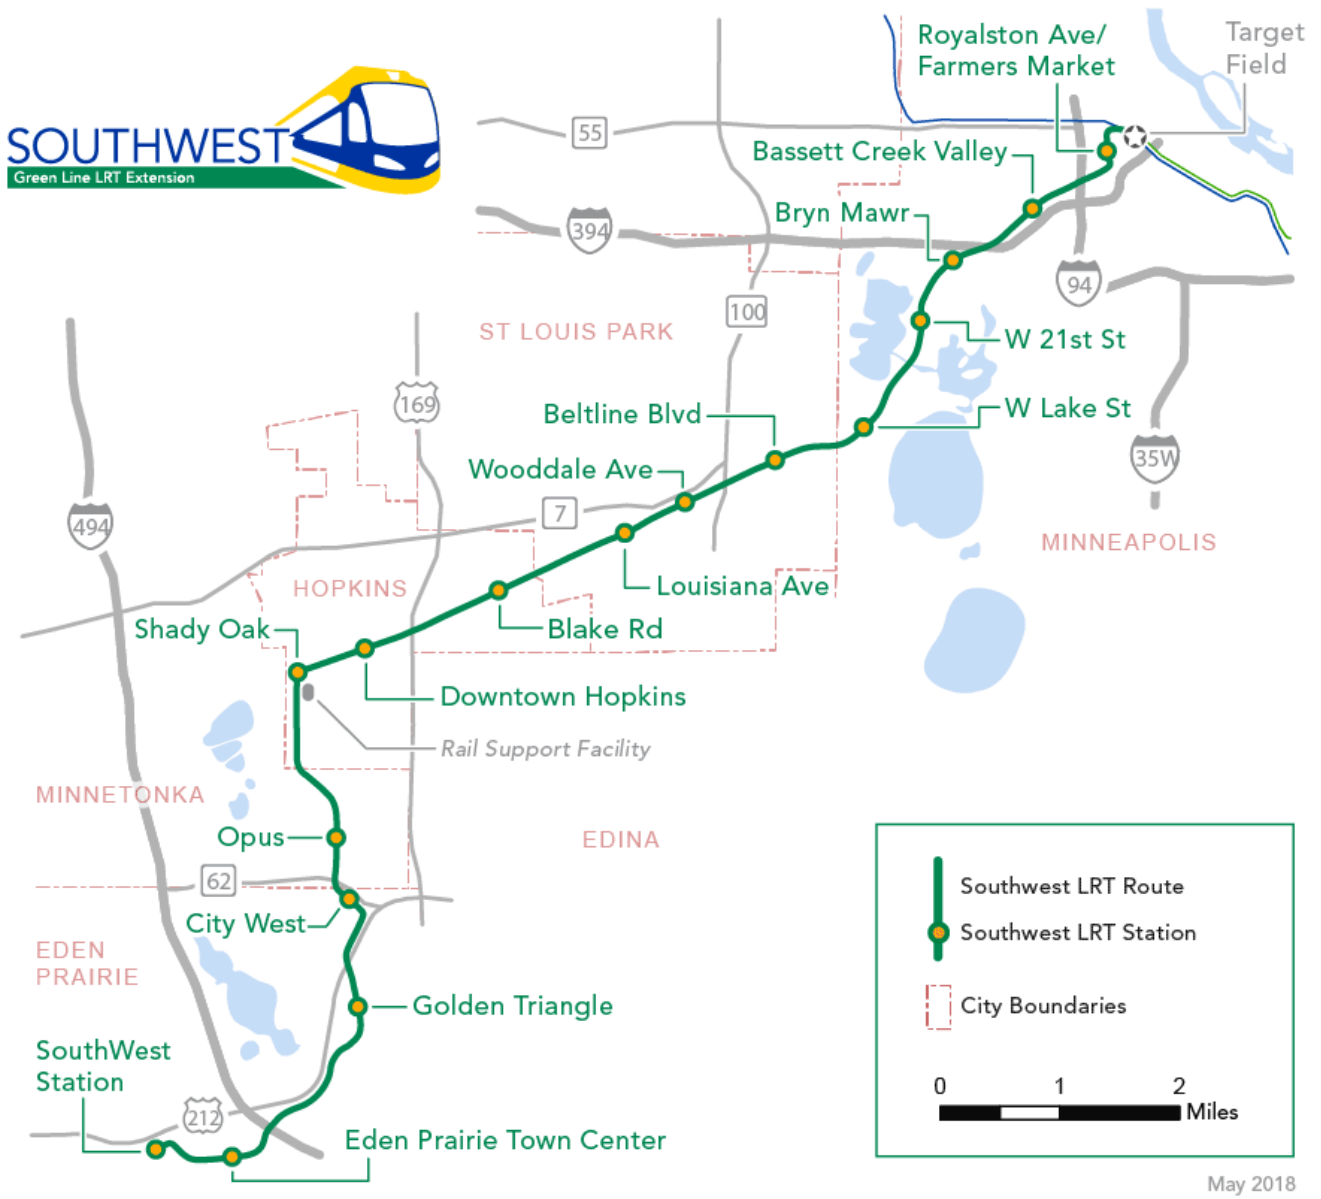 SOUTHWEST
Green Line LRT Extension
Royalston Ave/
Farmers Market
Target
Field
55
Bassett Creek Valley
Bryn Mawr
394
94
100
ST LOUIS PARK
W 21st St
169
Beltline Blvd
W Lake St
Wooddale Ave
35W
7
494
MINNEAPOLIS
HOPKINS
Louisiana Ave
Shady Oak
Blake Rd
Downtown Hopkins
Rail Support Facility
MINNETONKA
Opus
EDINA
62
City West
EDEN
PRAIRIE
Golden Triangle
SouthWest
Station
212
Eden Prairie Town Center
Southwest LRT Route
Southwest LRT Station
City Boundaries
0 1 2
Miles
May 2018